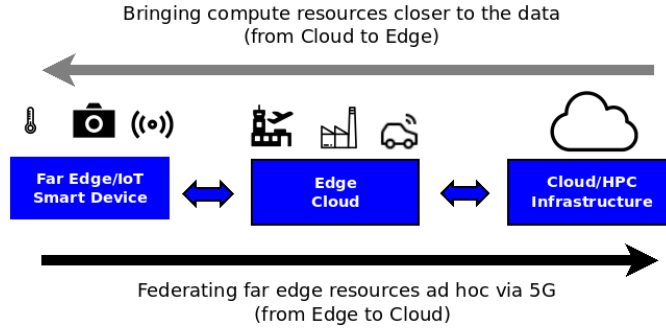 Bringing compute resources closer to the data
(from Cloud to Edge)
Far Edge/IoT
Smart Device
Edge
Cloud
Cloud/HPC
Infrastructure
Federating far edge resources ad hoc via 5G
(from Edge to Cloud)